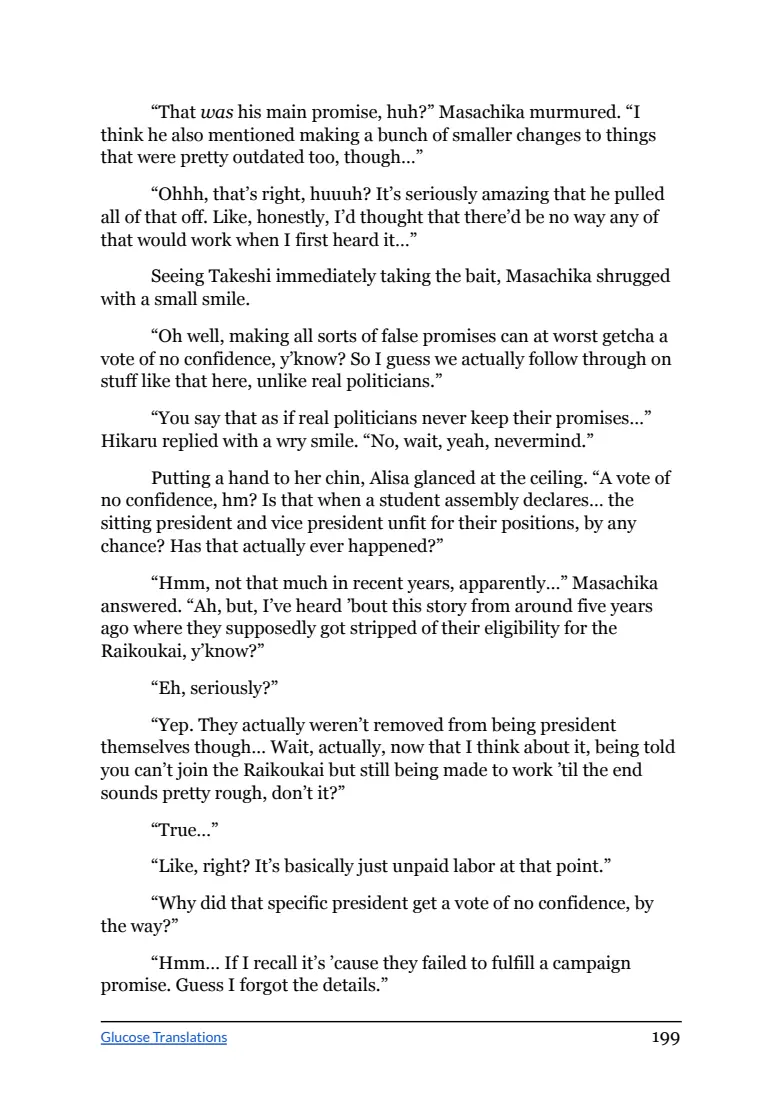 “That was his main promise, huh?” Masachika murmured. “I
think he also mentioned making a bunch of smaller changes to things
that were pretty outdated too, though…”
“Ohhh, that’s right, huuuh? It’s seriously amazing that he pulled
all of that off. Like, honestly, I’d thought that there’d be no way any of
that would work when I first heard it…”
Seeing Takeshi immediately taking the bait, Masachika shrugged
with a small smile.
“Oh well, making all sorts of false promises can at worst getcha a
vote of no confidence, y’know? So I guess we actually follow through on
stuff like that here, unlike real politicians.”
“You say that as if real politicians never keep their promises…”
Hikaru replied with a wry smile. “No, wait, yeah, nevermind.”
Putting a hand to her chin, Alisa glanced at the ceiling. “A vote of
no confidence, hm? Is that when a student assembly declares… the
sitting president and vice president unfit for their positions, by any
chance? Has that actually ever happened?”
“Hmm, not that much in recent years, apparently…” Masachika
answered. “Ah, but, I’ve heard ’bout this story from around five years
ago where they supposedly got stripped of their eligibility for the
Raikoukai, y’know?”
“Eh, seriously?”
“Yep. They actually weren’t removed from being president
themselves though… Wait, actually, now that I think about it, being told
you can’t join the Raikoukai but still being made to work ’til the end
sounds pretty rough, don’t it?”
“True…”
“Like, right? It’s basically just unpaid labor at that point.”
“Why did that specific president get a vote of no confidence, by
the way?”
“Hmm… If I recall it’s ’cause they failed to fulfill a campaign
promise. Guess I forgot the details.”
Glucose Translations 199